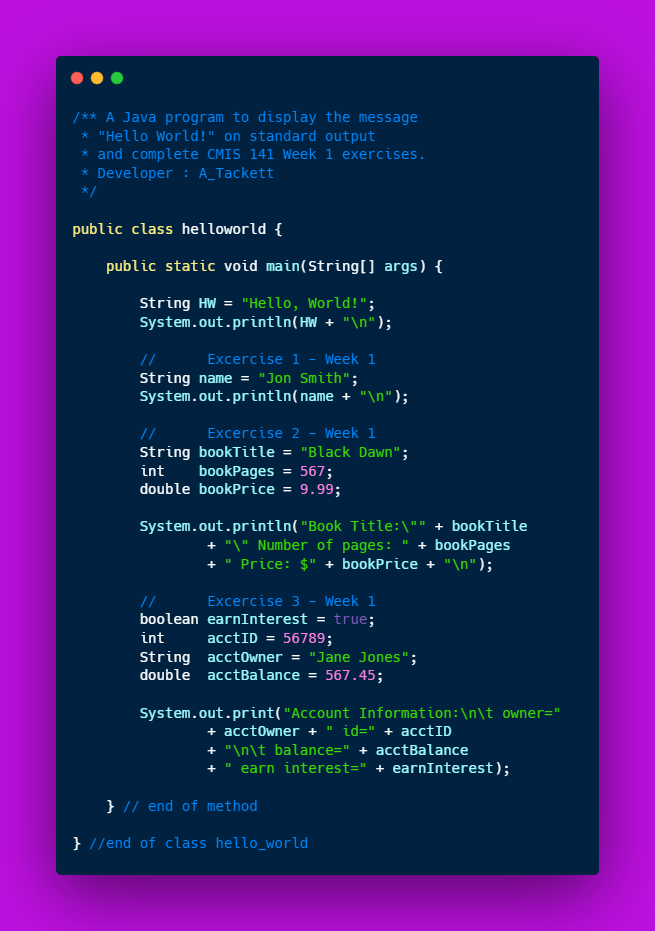 /** A Java program to display the message
 * "Hello World!" on standard output
 * and complete CMIS 141 Week 1 exercises.
 * Developer : A_Tackett
 */
public class helloworld {
    public static void main(String[] args) {
        String HW = "Hello, World!";
        System.out.println(HW + "\n");
        //      Excercise 1 - Week 1
        String name = "Jon Smith";
        System.out.println(name + "\n");
        //      Excercise 2 - Week 1
        String bookTitle = "Black Dawn";
        int    bookPages = 567;
        double bookPrice = 9.99;
        System.out.println("Book Title:\"" + bookTitle
                + "\" Number of pages: " + bookPages
                + " Price: $" + bookPrice + "\n");
        //      Excercise 3 - Week 1
        boolean earnInterest = true;
        int     acctID = 56789;
        String  acctOwner = "Jane Jones";
        double  acctBalance = 567.45;
        System.out.print("Account Information:\n\t owner="
                + acctOwner + " id=" + acctID
                + "\n\t balance=" + acctBalance
                + " earn interest=" + earnInterest);
    } // end of method
} //end of class hello_world